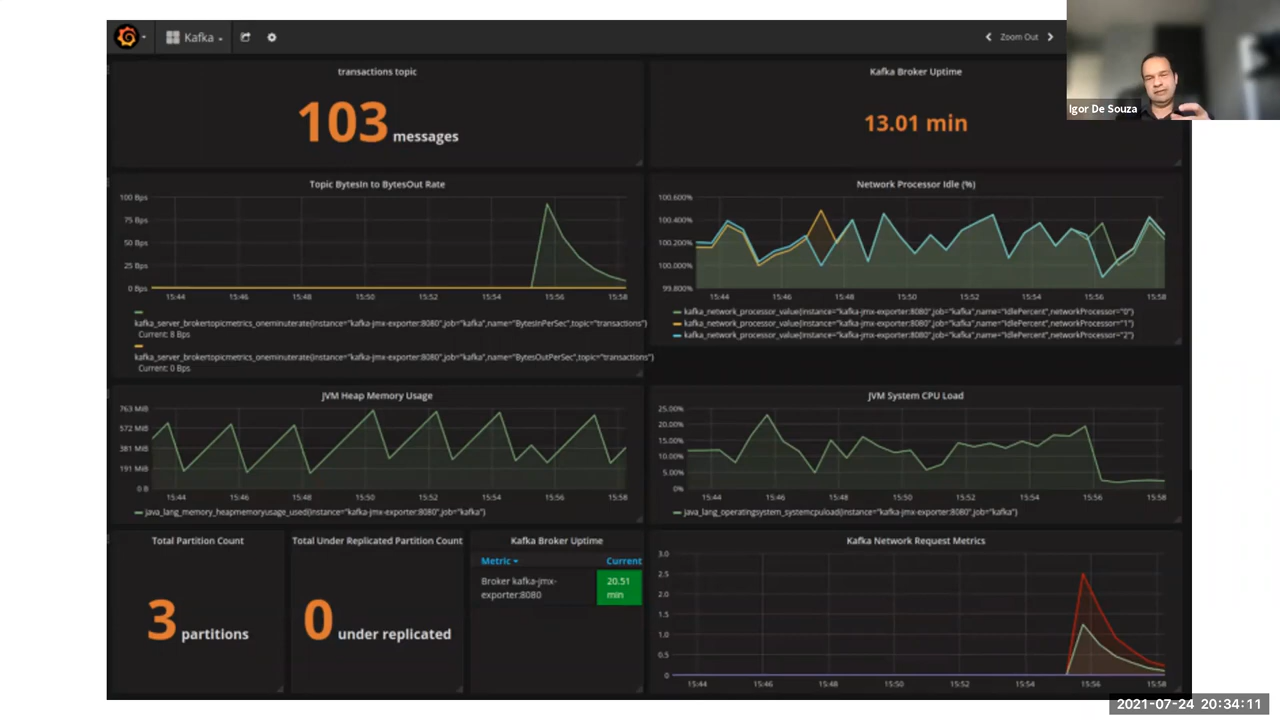 Kafka
Zoom Out
Igor De Souza
transactions topic
103 messages
Kafka Broker Uptime
13.01 min
Topic BytesIn to BytesOut Rate
100 Bps
75 Bps
50 Bps
25 Bps
0 Bps
15:44 15:46 15:48 15:50 15:52 15:54 15:56 15:58
kafka_server_brokertopicmetrics_oneminuterate{instance="kafka-jmx-exporter:8080",job="kafka",name="BytesInPerSec",topic="transactions"}
Current: 8 Bps
kafka_server_brokertopicmetrics_oneminuterate{instance="kafka-jmx-exporter:8080",job="kafka",name="BytesOutPerSec",topic="transactions"}
Current: 0 Bps
Network Processor Idle (%)
100.600%
100.400%
100.200%
100.000%
99.800%
15:44 15:46 15:48 15:50 15:52 15:54 15:56 15:58
kafka_network_processor_value{instance="kafka-jmx-exporter:8080",job="kafka",name="IdlePercent",networkProcessor="0"}
kafka_network_processor_value{instance="kafka-jmx-exporter:8080",job="kafka",name="IdlePercent",networkProcessor="1"}
kafka_network_processor_value{instance="kafka-jmx-exporter:8080",job="kafka",name="IdlePercent",networkProcessor="2"}
JVM Heap Memory Usage
763 MiB
572 MiB
381 MiB
191 MiB
0 B
15:44 15:46 15:48 15:50 15:52 15:54 15:56 15:58
java_lang_memory_heapmemoryusage_used{instance="kafka-jmx-exporter:8080",job="kafka"}
JVM System CPU Load
25.00%
20.00%
15.00%
10.00%
5.00%
0%
15:44 15:46 15:48 15:50 15:52 15:54 15:56 15:58
java_lang_operatingsystem_systemcpuload{instance="kafka-jmx-exporter:8080",job="kafka"}
Total Partition Count
3 partitions
Total Under Replicated Partition Count
0 under replicated
Kafka Broker Uptime
Metric Current
Broker kafka-jmx-
exporter:8080
20.51
min
Kafka Network Request Metrics
3.0
2.5
2.0
1.5
1.0
0.5
0
15:44 15:46 15:48 15:50 15:52 15:54 15:56 15:58
2021-07-24 20:34:11